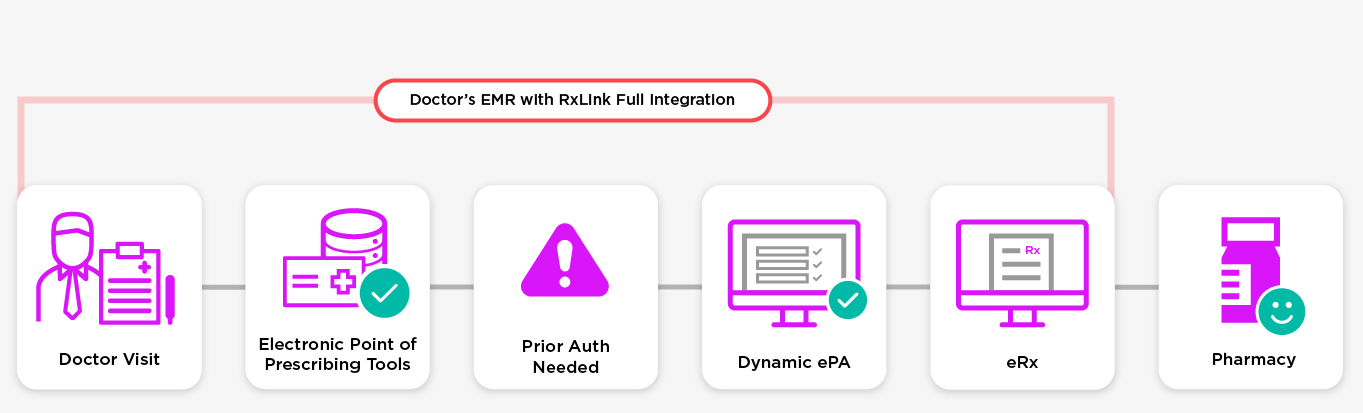 Doctor’s EMR with RxLink Full Integration
Doctor Visit
Electronic Point of
Prescribing Tools
Prior Auth
Needed
Dynamic ePA
Rx
eRx
Pharmacy